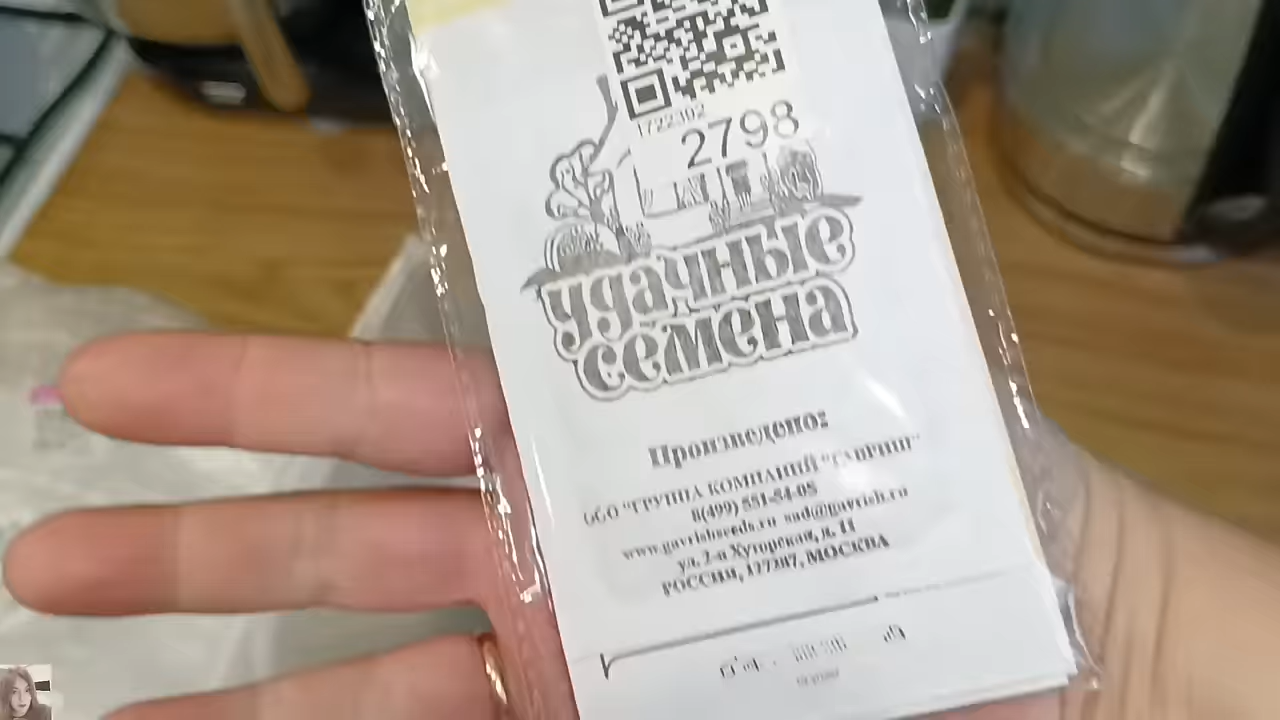 1722392
2798
удачные
семена
Произведено:
ООО "ГРУППА КОМПАНИЙ "ГАВРИШ"
8(499) 551-54-05
www.gavrishseeds.ru sad@gavrish.ru
ул. 2-я Хуторская, д. 11
РОССИЯ, 127287, МОСКВА